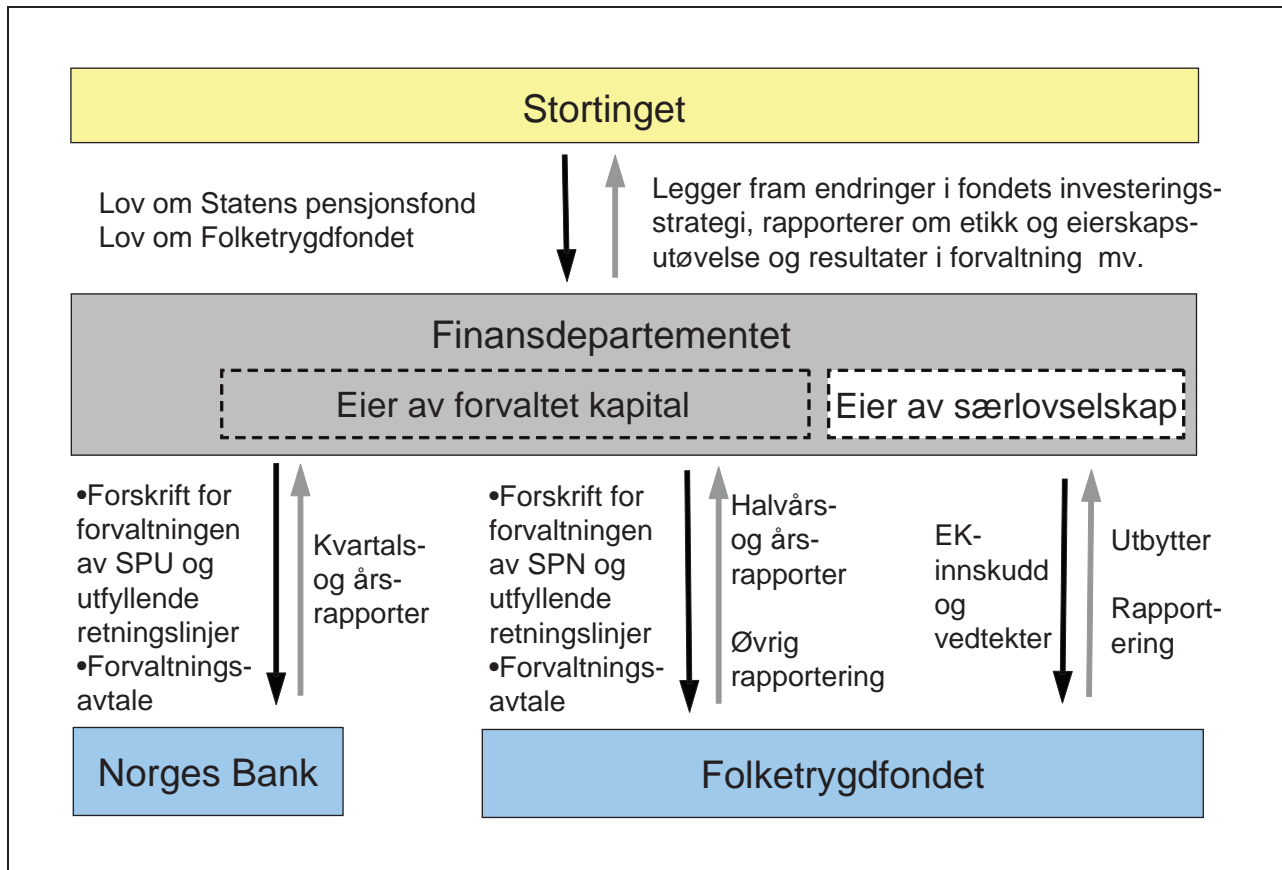 Stortinget
Lov om Statens pensjonsfond
Lov om Folketrygdfondet
Legger fram endringer i fondets investerings-
strategi, rapporterer om etikk og eierskaps-
utøvelse og resultater i forvaltning mv.
Finansdepartementet
Eier av forvaltet kapital
Eier av særlovselskap
•Forskrift for
forvaltningen
av SPU og
utfyllende
retningslinjer
•Forvaltnings-
avtale
Kvartals-
og års-
rapporter
•Forskrift for
forvaltningen
av SPN og
utfyllende
retningslinjer
•Forvaltnings-
avtale
Halvårs-
og års-
rapporter
Øvrig
rapportering
EK-
innskudd
og
vedtekter
Utbytter
Rapport-
ering
Norges Bank
Folketrygdfondet